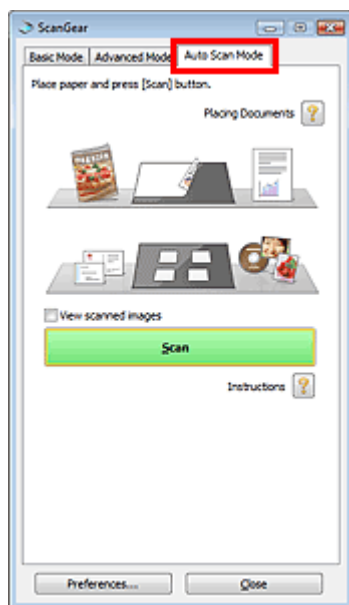 ScanGear
Basic Mode Advanced Mode Auto Scan Mode
Place paper and press [Scan] button.
Placing Documents ?
View scanned images
Scan
Instructions ?
Preferences.... Close